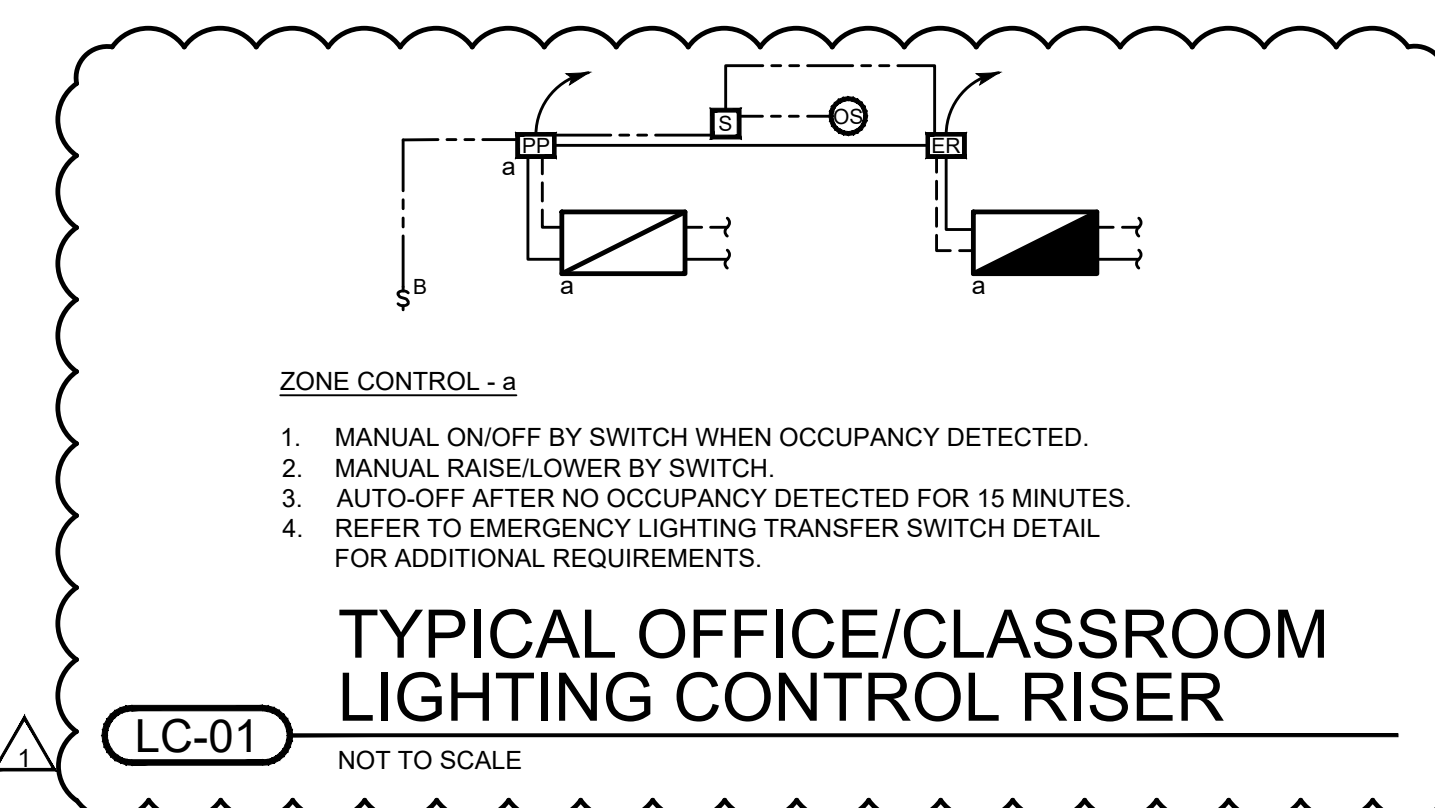 S
OS
PP
ER
a
$ B
a
a
ZONE CONTROL - a
1. MANUAL ON/OFF BY SWITCH WHEN OCCUPANCY DETECTED.
2. MANUAL RAISE/LOWER BY SWITCH.
3. AUTO-OFF AFTER NO OCCUPANCY DETECTED FOR 15 MINUTES.
4. REFER TO EMERGENCY LIGHTING TRANSFER SWITCH DETAIL
FOR ADDITIONAL REQUIREMENTS.
TYPICAL OFFICE/CLASSROOM
LIGHTING CONTROL RISER
LC-01
1
NOT TO SCALE